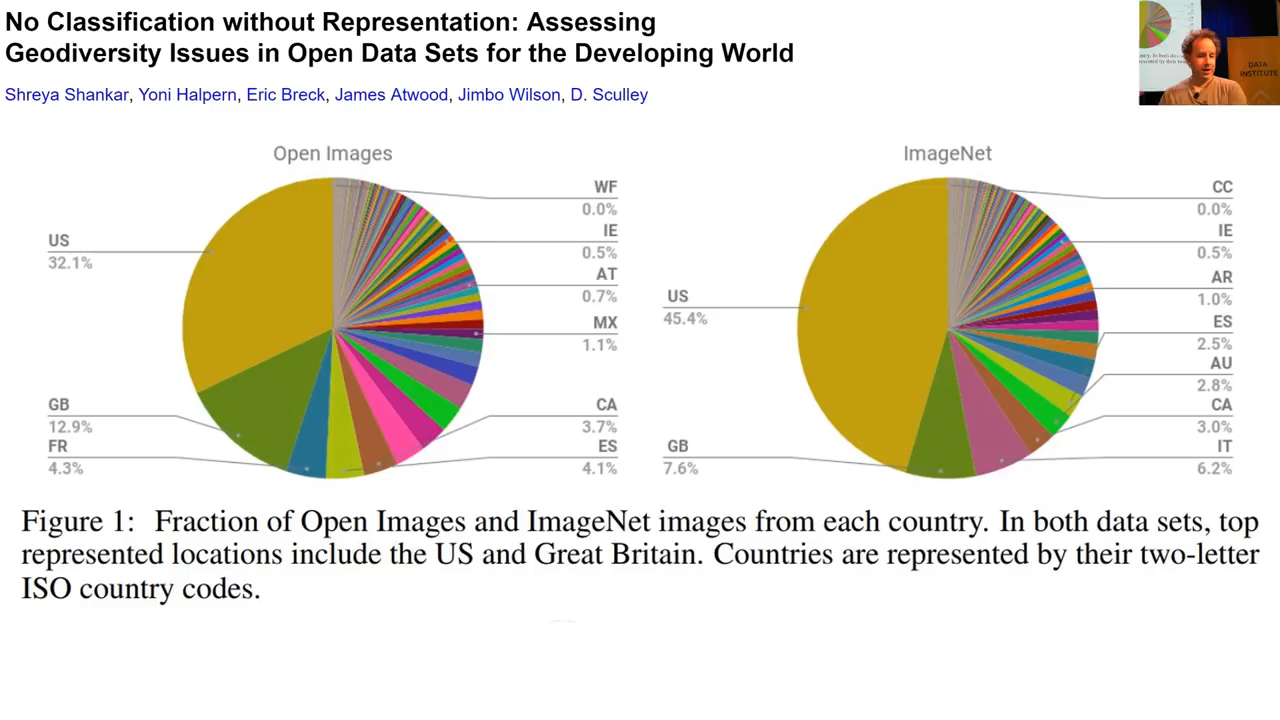 No Classification without Representation: Assessing
Geodiversity Issues in Open Data Sets for the Developing World
Shreya Shankar, Yoni Halpern, Eric Breck, James Atwood, Jimbo Wilson, D. Sculley
DATA
INSTITUTE
Open Images
US
32.1%
GB
12.9%
FR
4.3%
WF
0.0%
IE
0.5%
AT
0.7%
MX
1.1%
CA
3.7%
ES
4.1%
ImageNet
US
45.4%
GB
7.6%
CC
0.0%
IE
0.5%
AR
1.0%
ES
2.5%
AU
2.8%
CA
3.0%
IT
6.2%
Figure 1: Fraction of Open Images and ImageNet images from each country. In both data sets, top
represented locations include the US and Great Britain. Countries are represented by their two-letter
ISO country codes.